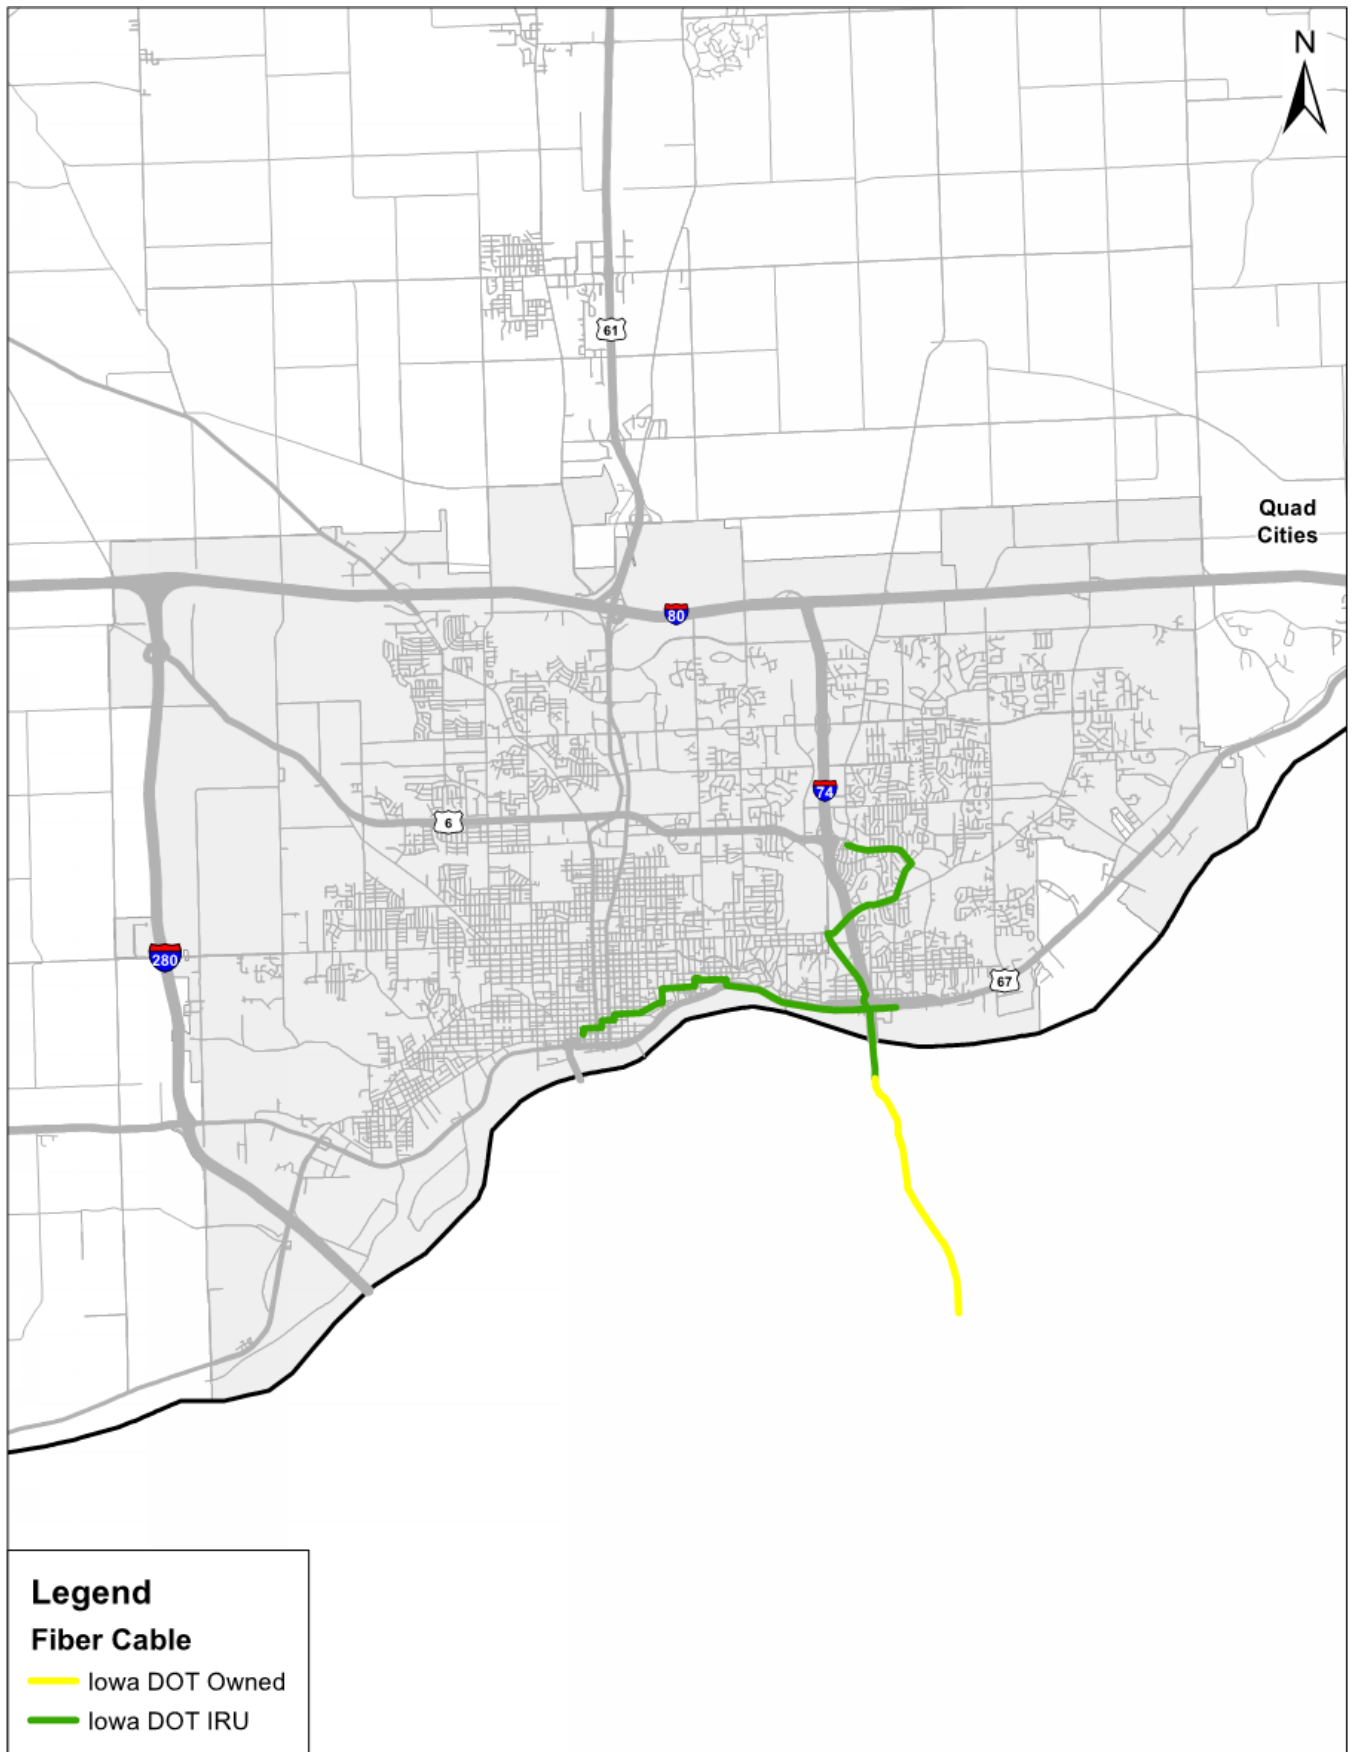 N
61
Quad
Cities
80
74
6
280
67
Legend
Fiber Cable
Iowa DOT Owned
Iowa DOT IRU